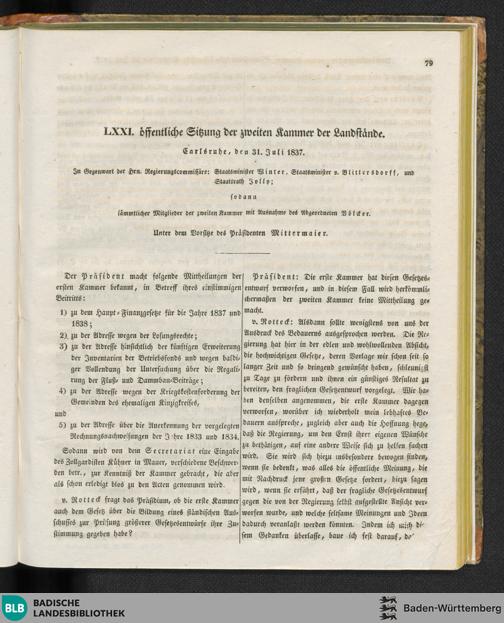 79
LXXI. öffentliche Sitzung der zweiten Kammer der Landstände.
Carlsruhe, den 31. Juli 1837.
In Gegenwart der Hrn. Regierungscommissäre: Staatsminister Winter, Staatsminister v. Blittersdorff, und
Staatsrath Jolly;
sodann
sämmtlicher Mitglieder der zweiten Kammer mit Ausnahme des Abgeordneten Völcker.
Unter dem Vorsitze des Präsidenten Mittermaier.
Der Präsident macht folgende Mittheilungen der
ersten Kammer bekannt, in Betreff ihres einstimmigen
Beitritts:
1) zu dem Haupt-Finanzgesetz für die Jahre 1837 und
1838;
2) zu der Adresse wegen der Losungsrechte;
3) zu der Adresse hinsichtlich der künftigen Erweiterung
der Inventarien der Betriebsfonds und wegen baldi-
ger Vollendung der Untersuchung über die Reguli-
rung der Fluß- und Dammbau-Beiträge;
4) zu der Adresse wegen der Kriegskostenforderung der
Gemeinden des ehemaligen Kinzigkreises,
und
5) zu der Adresse über die Anerkennung der vorgelegten
Rechnungsnachweisungen der Jahre 1833 und 1834.
Sodann wird von dem Secretariat eine Eingabe
des Zollgardisten Kühner in Mauer, verschiedene Beschwer-
den betr., zur Kenntniß der Kammer gebracht, die aber
als schon erledigt blos zu den Acten genommen wird.
v. Rotteck fragt das Präsidium, ob die erste Kammer
auch dem Gesetz über die Bildung eines ständischen Aus-
schusses zur Prüfung größerer Gesetzesentwürfe ihre Zu-
stimmung gegeben habe?
Präsident: Die erste Kammer hat diesen Gesetzes-
entwurf verworfen, und in diesem Fall wird herkömmli-
chermaßen der zweiten Kammer keine Mittheilung ge-
macht.
v. Rotteck: Alsdann sollte wenigstens von uns der
Ausdruck des Bedauerns ausgesprochen werden. Die Re-
gierung hat hier in der edlen und wohlwollenden Absicht,
die hochwichtigen Gesetze, deren Vorlage wir schon seit so
langer Zeit und so dringend gewünscht haben, schleunigst
zu Tage zu fördern und ihnen ein günstiges Resultat zu
bereiten, den fraglichen Gesetzentwurf vorgelegt. Wir ha-
ben denselben angenommen, die erste Kammer dagegen
verworfen, worüber ich wiederholt mein lebhaftes Be-
dauern ausspreche, zugleich aber auch die Hoffnung hege,
daß die Regierung, um den Ernst ihrer eigenen Wünsche
zu bethätigen, auf eine andere Weise sich zu helfen suchen
wird. Sie wird sich hiezu insbesondere bewogen finden,
wenn sie bedenkt, was alles die öffentliche Meinung, die
mit Nachdruck jene großen Gesetze fordert, hiezu sagen
wird, wenn sie erfährt, daß der fragliche Gesetzesentwurf
gegen die von der Regierung selbst aufgestellte Ansicht ver-
worfen wurde, und welche seltsame Meinungen und Ideen
dadurch veranlaßt werden könnten. Indem ich mich die-
sem Gedanken überlasse, baue ich fest darauf,
BLB
BADISCHE
LANDESBIBLIOTHEK
Baden-Württemberg